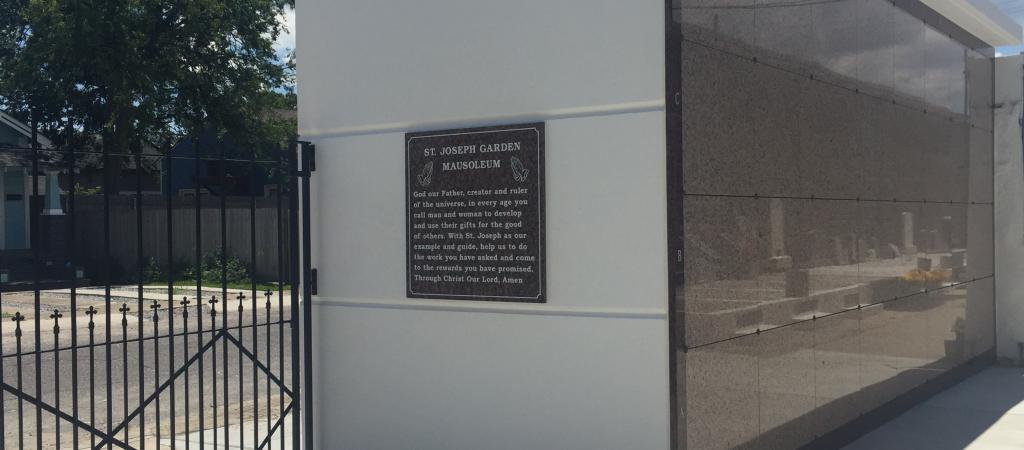 ST. JOSEPH GARDEN
MAUSOLEUM
God our Father, creator and ruler
of the universe, in every age you
call man and woman to develop
and use their gifts for the good
of others. With St. Joseph as our
example and guide, help us to do
the work you have asked and come
to the rewards you have promised.
Through Christ Our Lord, Amen
C
B
A